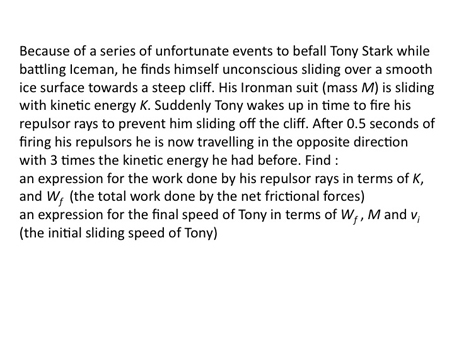 Because of a series of unfortunate events to befall Tony Stark while
battling Iceman, he finds himself unconscious sliding over a smooth
ice surface towards a steep cliff. His Ironman suit (mass M) is sliding
with kinetic energy K. Suddenly Tony wakes up in time to fire his
repulsor rays to prevent him sliding off the cliff. After 0.5 seconds of
firing his repulsors he is now travelling in the opposite direction
with 3 times the kinetic energy he had before. Find :
an expression for the work done by his repulsor rays in terms of K,
and Wf (the total work done by the net frictional forces)
an expression for the final speed of Tony in terms of Wf , M and vi
(the initial sliding speed of Tony)